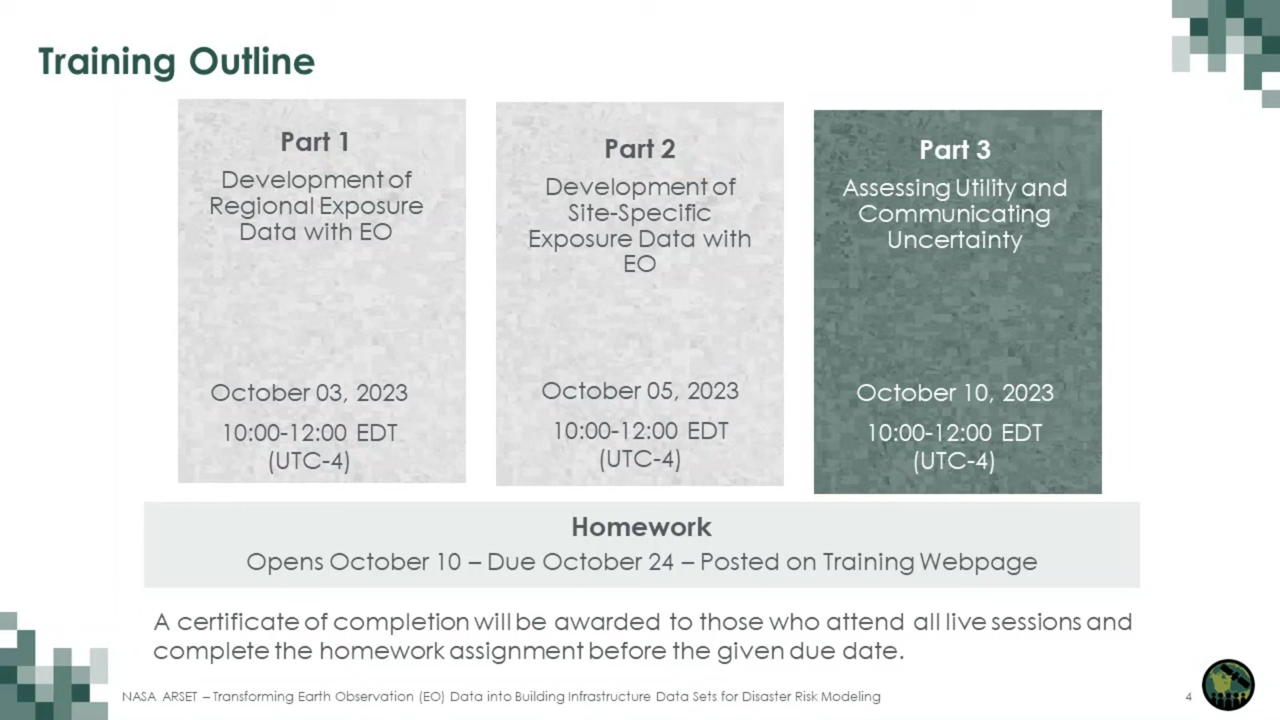 Training Outline
Part 1
Development of
Regional Exposure
Data with EO
October 03, 2023
10:00-12:00 EDT
(UTC-4)
Part 2
Development of
Site-Specific
Exposure Data with
EO
October 05, 2023
10:00-12:00 EDT
(UTC-4)
Part 3
Assessing Utility and
Communicating
Uncertainty
October 10, 2023
10:00-12:00 EDT
(UTC-4)
Homework
Opens October 10 – Due October 24 – Posted on Training Webpage
A certificate of completion will be awarded to those who attend all live sessions and
complete the homework assignment before the given due date.
NASA ARSET – Transforming Earth Observation (EO) Data into Building Infrastructure Data Sets for Disaster Risk Modeling
4